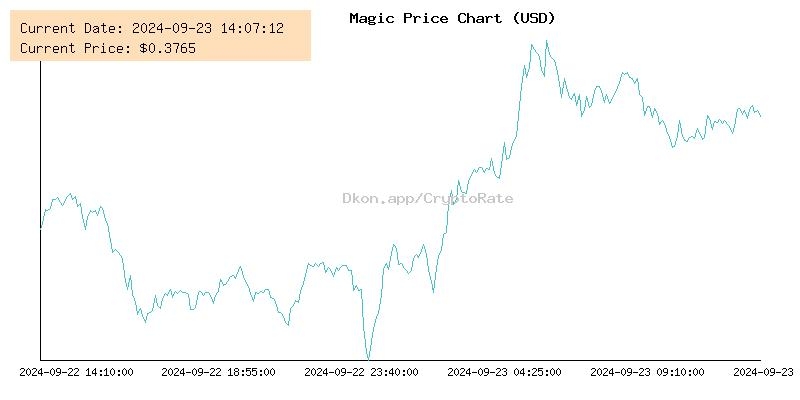 Magic Price Chart (USD)
Current Date: 2024-09-23 14:07:12
Current Price: $0.3765
Dkon.app/CryptoRate
2024-09-22 14:10:00
2024-09-22 18:55:00
2024-09-22 23:40:00
2024-09-23 04:25:00
2024-09-23 09:10:00
2024-09-23